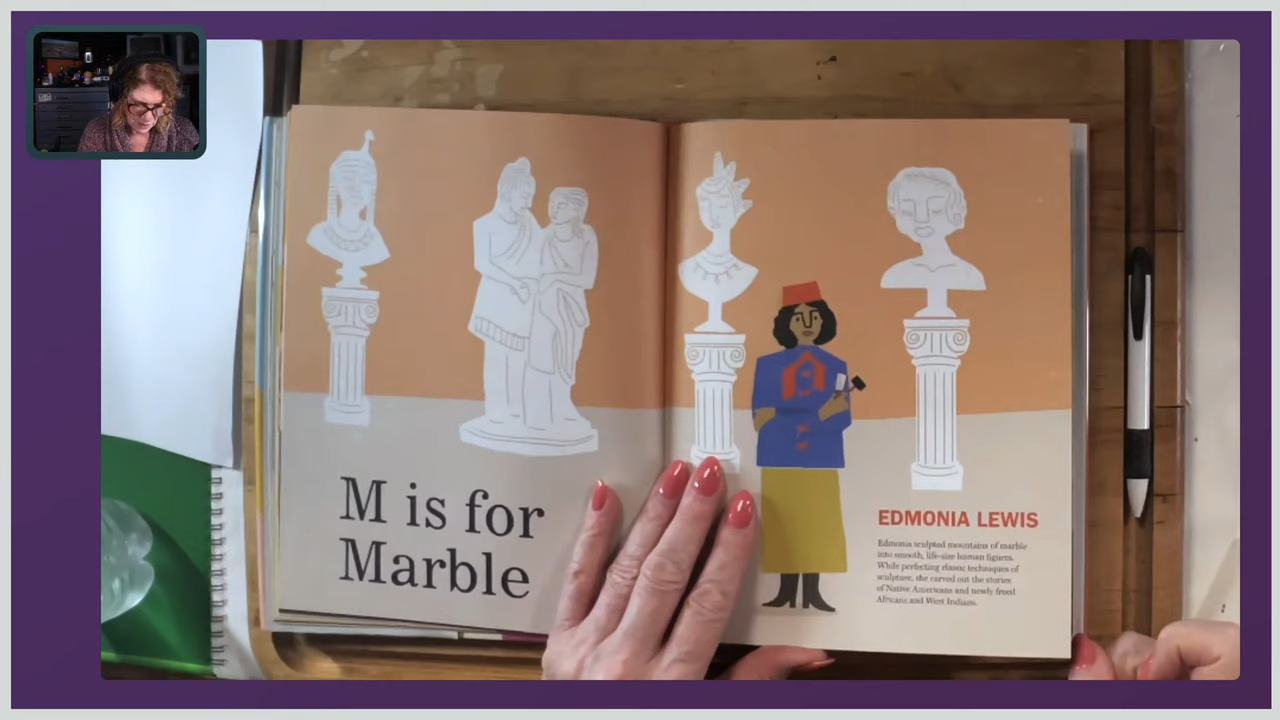 M is for
Marble
EDMONIA LEWIS
Edmonia sculpted mountains of marble
into smooth, life-size human figures.
While perfecting classic techniques of
sculpture, she carved out the stories
of Native Americans and newly freed
Africans and West Indians.